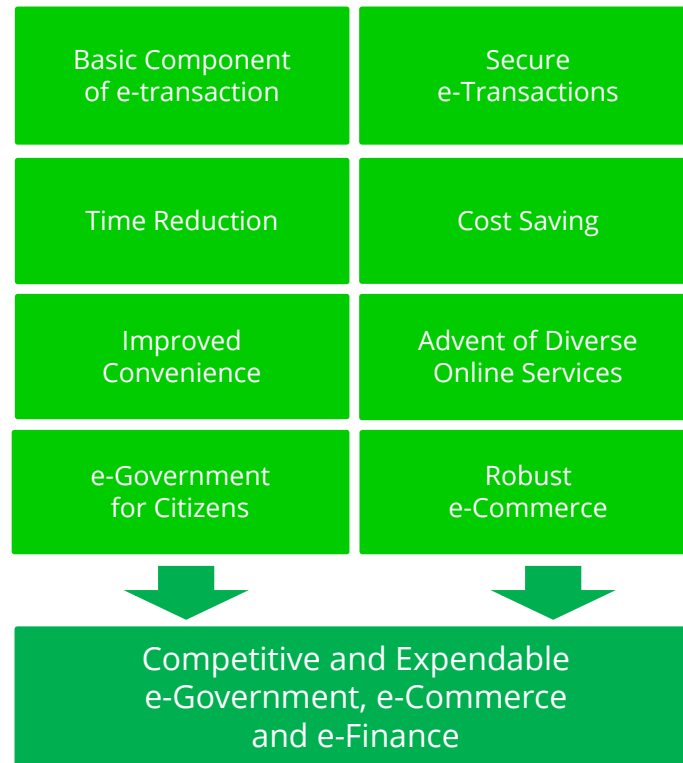 Basic Component
of e-transaction
Secure
e-Transactions
Time Reduction
Cost Saving
Improved
Convenience
Advent of Diverse
Online Services
e-Government
for Citizens
Robust
e-Commerce
Competitive and Expendable
e-Government, e-Commerce
and e-Finance